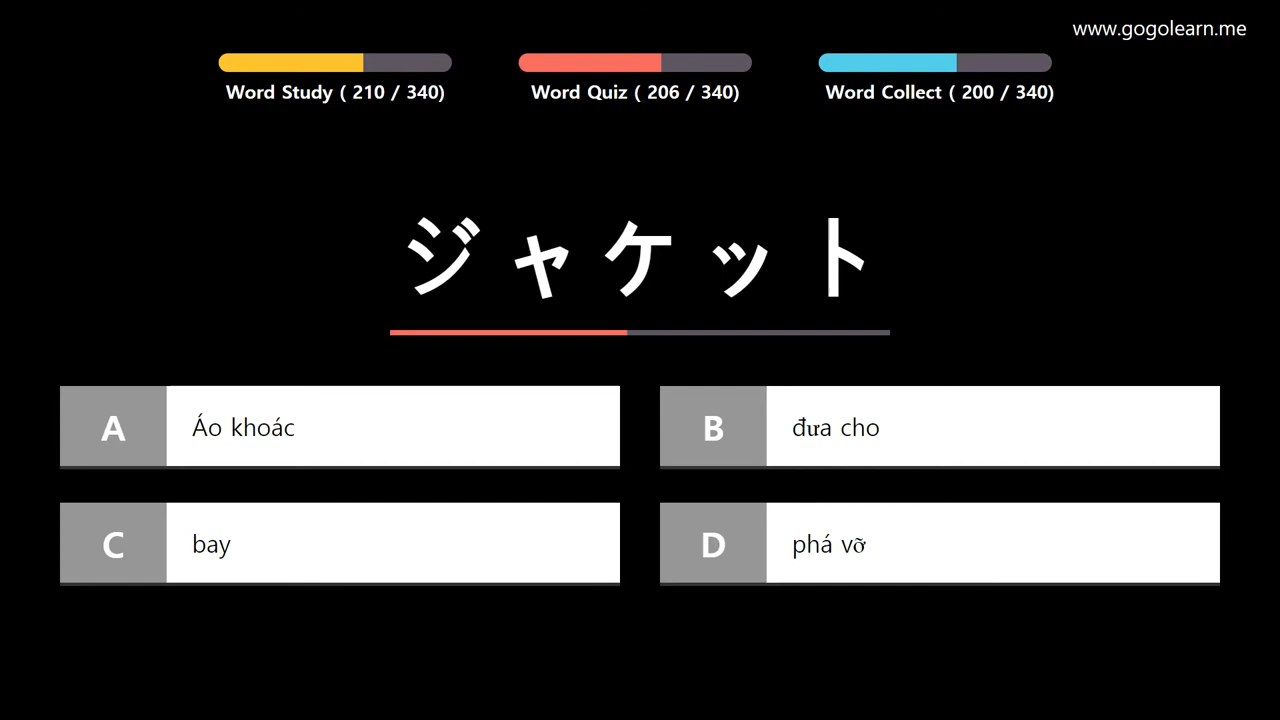 www.gogolearn.me
Word Study ( 210 / 340)
Word Quiz ( 206 / 340)
Word Collect ( 200 / 340)
ジャケット
A
Áo khoác
B
đưa cho
C
bay
D
phá vỡ